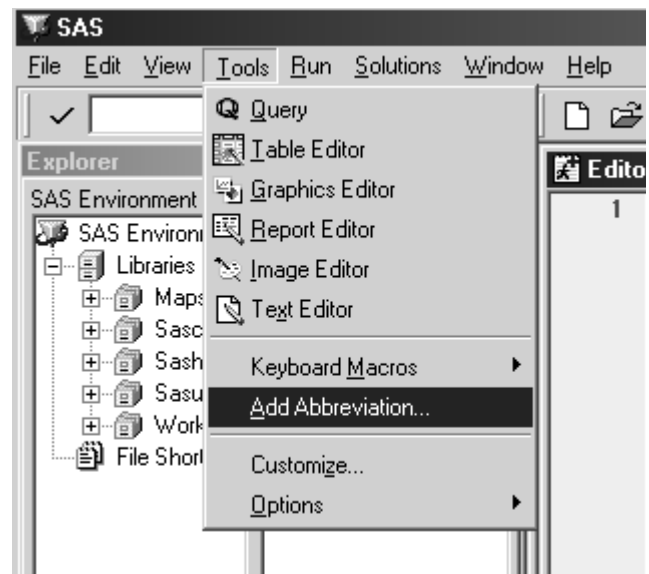 SAS
File Edit View Tools Run Solutions Window Help
Query
Table Editor
Graphics Editor
Report Editor
Image Editor
Text Editor
Keyboard Macros
Add Abbreviation...
Customize...
Options
Explorer
SAS Environment
SAS Environ
Libraries
Maps
Sasc
Sash
Sasu
Work
File Short
Edito
1